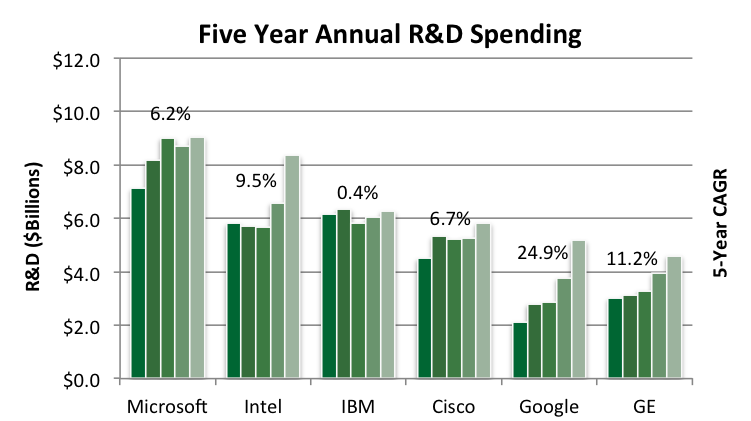 Five Year Annual R&D Spending
$12.0
$10.0
$8.0
$6.0
$4.0
$2.0
$0.0
R&D ($Billions)
6.2%
9.5%
0.4%
6.7%
24.9%
11.2%
5-Year CAGR
Microsoft
Intel
IBM
Cisco
Google
GE